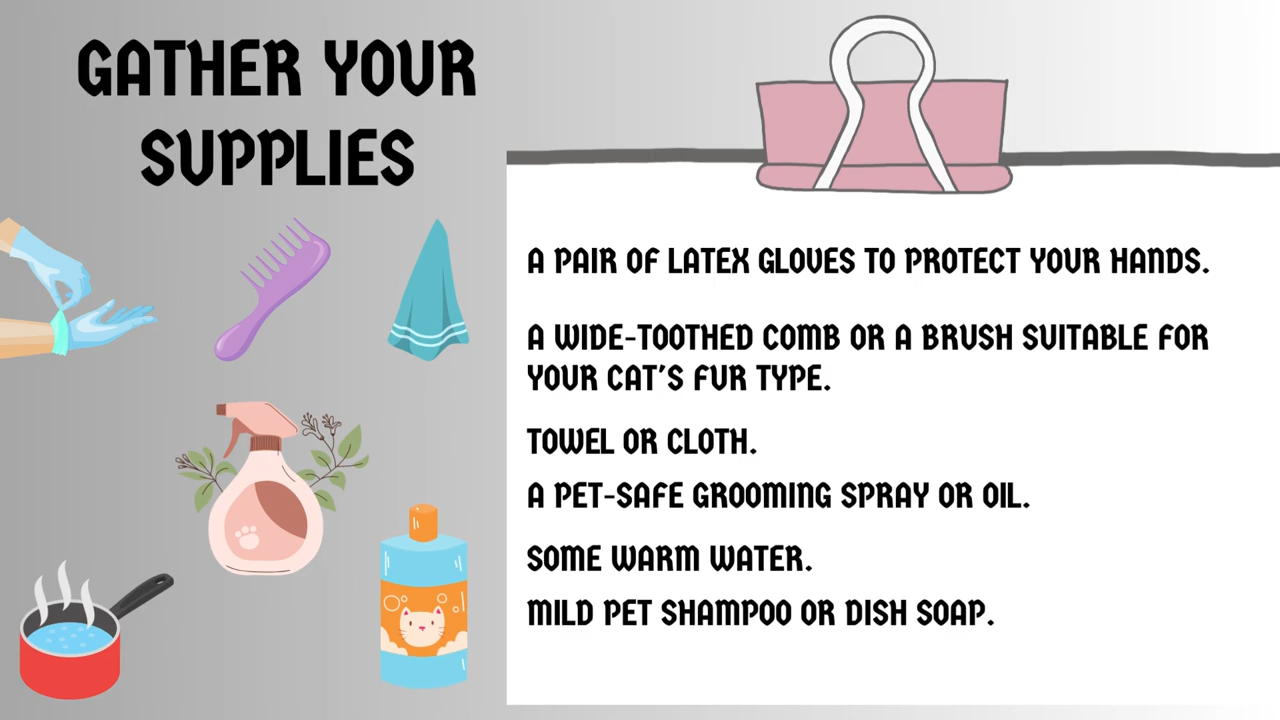 GATHER YOUR
SUPPLIES
A PAIR OF LATEX GLOVES TO PROTECT YOUR HANDS.
A WIDE-TOOTHED COMB OR A BRUSH SUITABLE FOR
YOUR CAT'S FUR TYPE.
TOWEL OR CLOTH.
A PET-SAFE GROOMING SPRAY OR OIL.
SOME WARM WATER.
MILD PET SHAMPOO OR DISH SOAP.